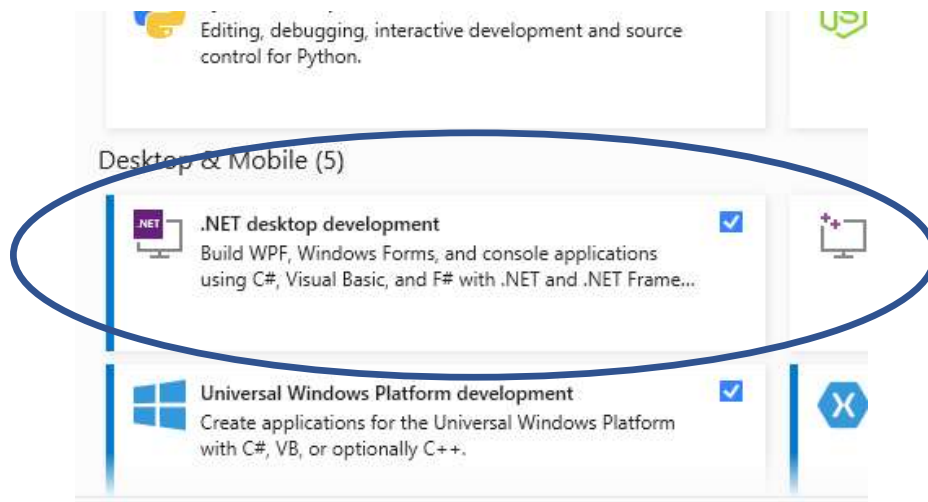 Editing, debugging, interactive development and source
control for Python.
JS
Desktop & Mobile (5)
.NET
.NET desktop development
Build WPF, Windows Forms, and console applications
using C#, Visual Basic, and F# with .NET and .NET Frame...
Universal Windows Platform development
Create applications for the Universal Windows Platform
with C#, VB, or optionally C++.